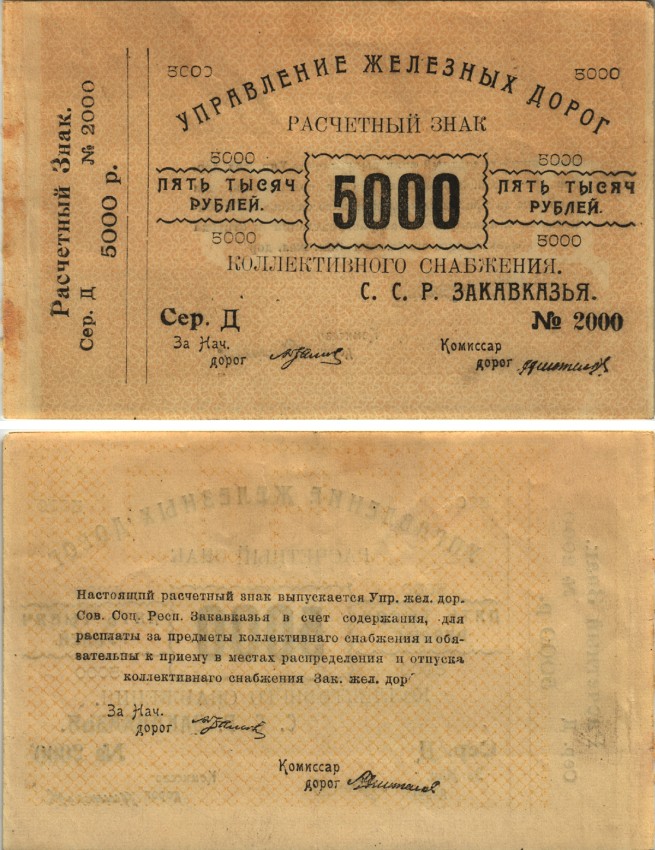 Расчетный Знак.
Сер. Д № 2000
5000 р.
5000 5000
УПРАВЛЕНИЕ ЖЕЛЕЗНЫХ ДОРОГ
РАСЧЕТНЫЙ ЗНАК
5000 5000
ПЯТЬ ТЫСЯЧ
РУБЛЕЙ.
5000
ПЯТЬ ТЫСЯЧ
РУБЛЕЙ.
5000 5000
КОЛЛЕКТИВНОГО СНАБЖЕНИЯ.
С. С. Р. ЗАКАВКАЗЬЯ.
Сер. Д № 2000
За Нач.
дорог
Комиссар
дорог
Настоящий расчетный знак выпускается Упр. жел. дор.
Сов. Соц. Респ. Закавказья в счет содержания, для
расплаты за предметы коллективнаго снабжения и обя-
вательны к приему в местах распределения и отпуска
коллективнаго снабжения Зак. жел. дор
За Нач.
дорог
Комиссар
дорог